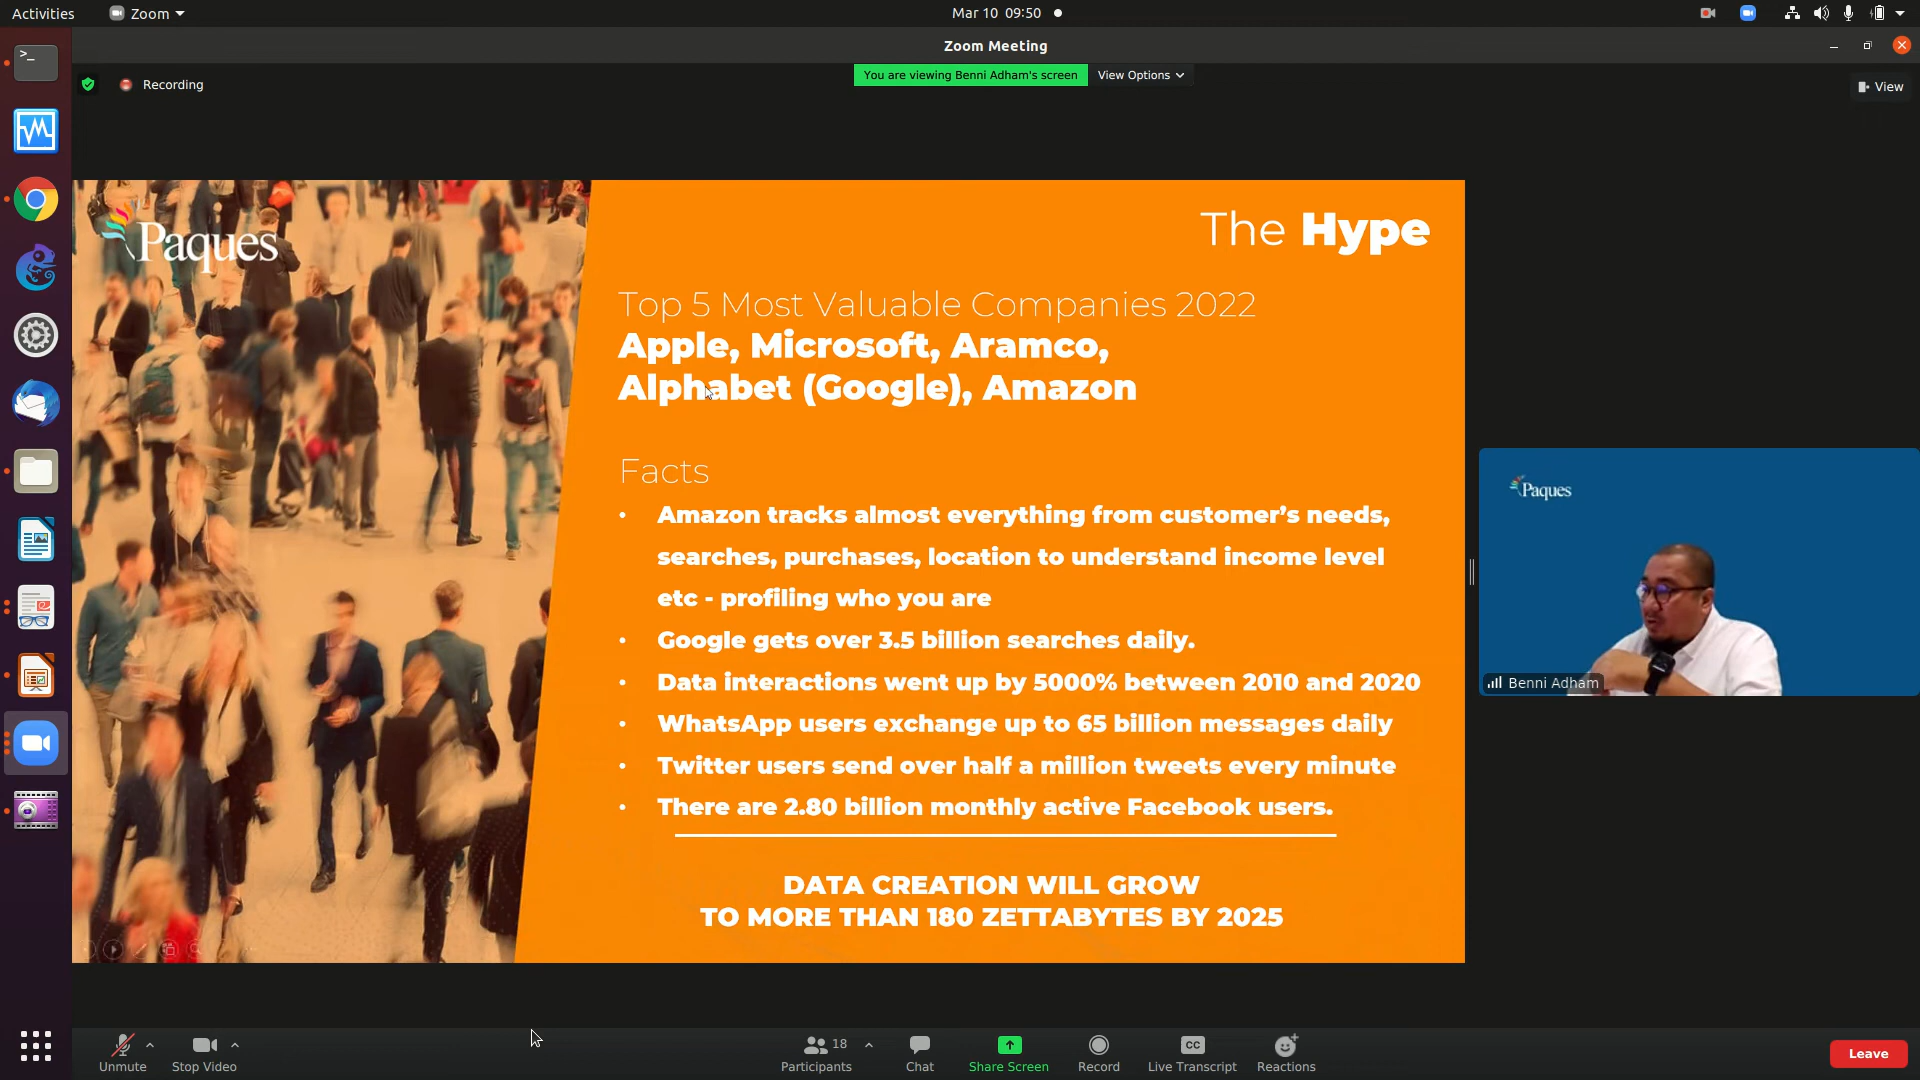 Activities
Zoom
Mar 10 09:50
Zoom Meeting
Recording
You are viewing Benni Adham's screen
View Options
View
Paques
The Hype
Top 5 Most Valuable Companies 2022
Apple, Microsoft, Aramco,
Alphabet (Google), Amazon
Facts
• Amazon tracks almost everything from customer’s needs,
searches, purchases, location to understand income level
etc - profiling who you are
• Google gets over 3.5 billion searches daily.
• Data interactions went up by 5000% between 2010 and 2020
• WhatsApp users exchange up to 65 billion messages daily
• Twitter users send over half a million tweets every minute
• There are 2.80 billion monthly active Facebook users.
DATA CREATION WILL GROW
TO MORE THAN 180 ZETTABYTES BY 2025
Paques
Benni Adham
Unmute
Stop Video
18
Participants
Chat
Share Screen
Record
CC
Live Transcript
Reactions
Leave